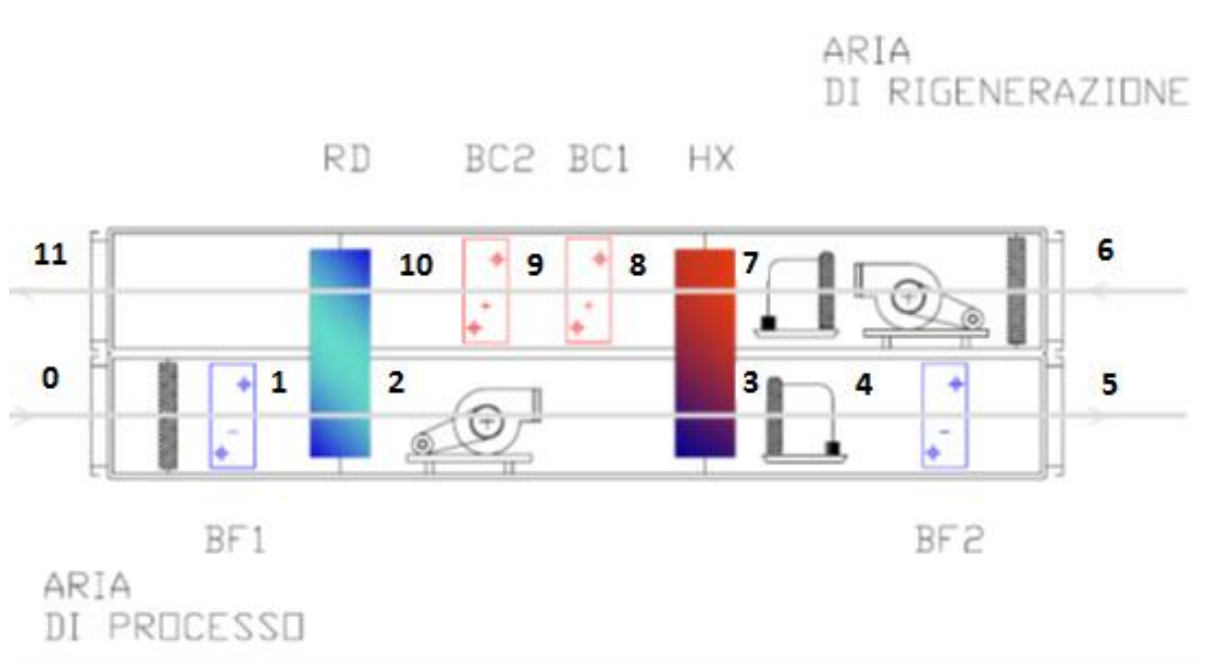 ARIA
DI RIGENERAZIONE
RD BC2 BC1 HX
11 10 9 8 7 6
0 1 2 3 4 5
BF1 BF2
ARIA
DI PROCESSO